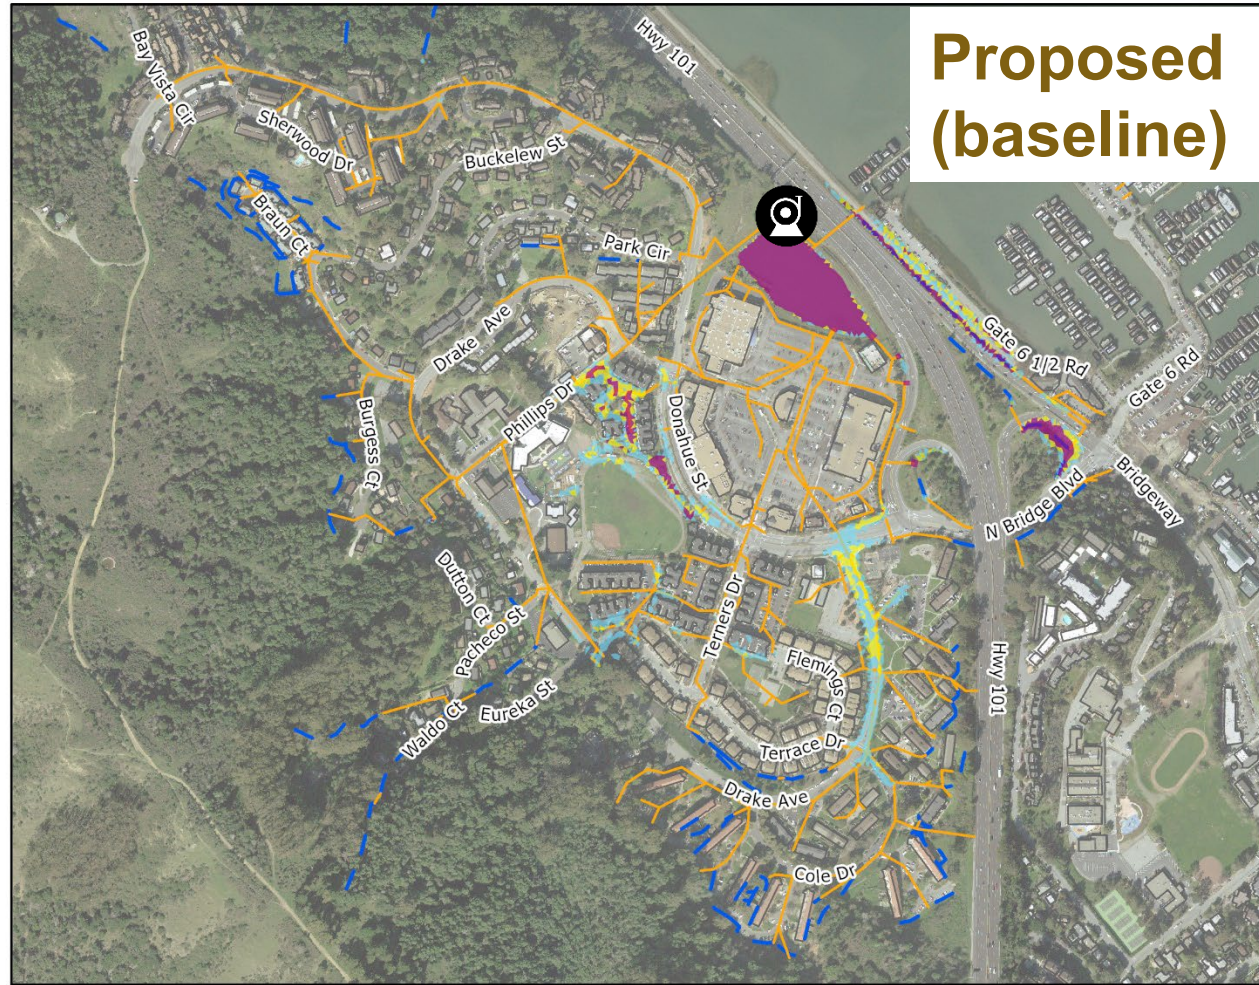 Proposed
(baseline)
Hwy 101
Bay Vista Cir
Sherwood Dr
Buckelew St
Braun Ct
Park Cir
Drake Ave
Gate 6 1/2 Rd
Gate 6 Rd
Phillips Dr
Donahue St
Burgess Ct
Bridgeway
N Bridge Blvd
Dutton Ct
Pacheco St
Terners Dr
Flemings Ct
Hwy 101
Eureka St
Waldo Ct
Terrace Dr
Drake Ave
Cole Dr